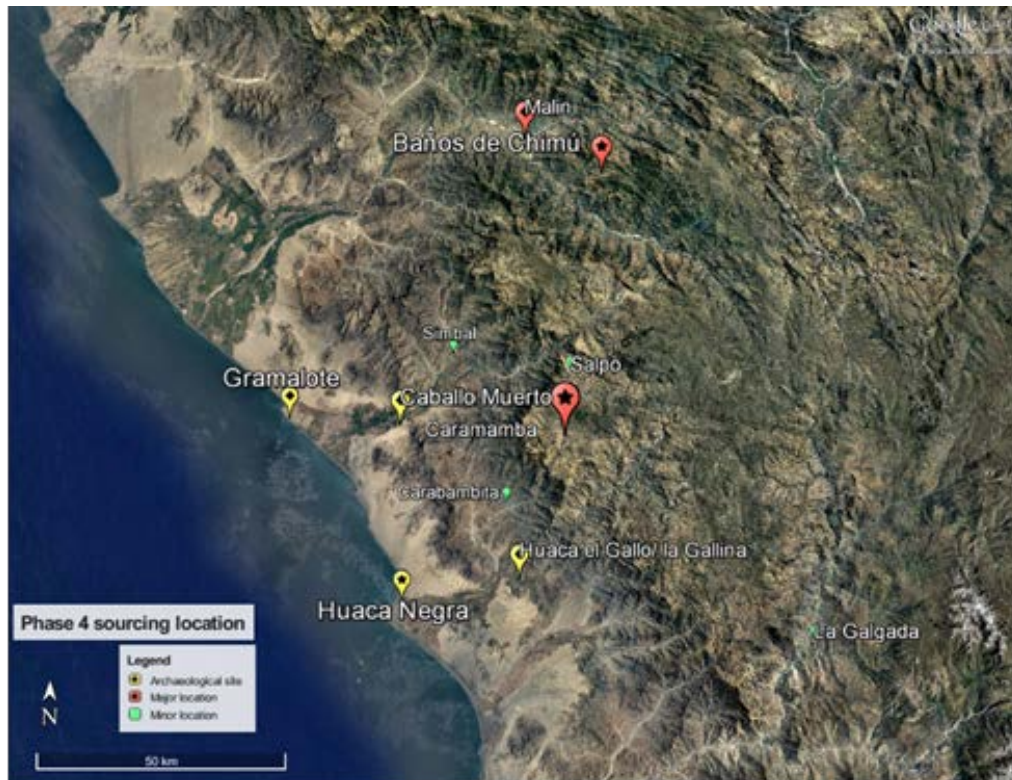 Google
Malin
Baños de Chimú
Simbal
Salpo
Gramalote
Caballo Muerto
Caramamba
Carabambita
Huaca el Gallo/ la Gallina
Huaca Negra
La Galgada
Phase 4 sourcing location
Legend
Archaeological site
Major location
Minor location
N
50 km